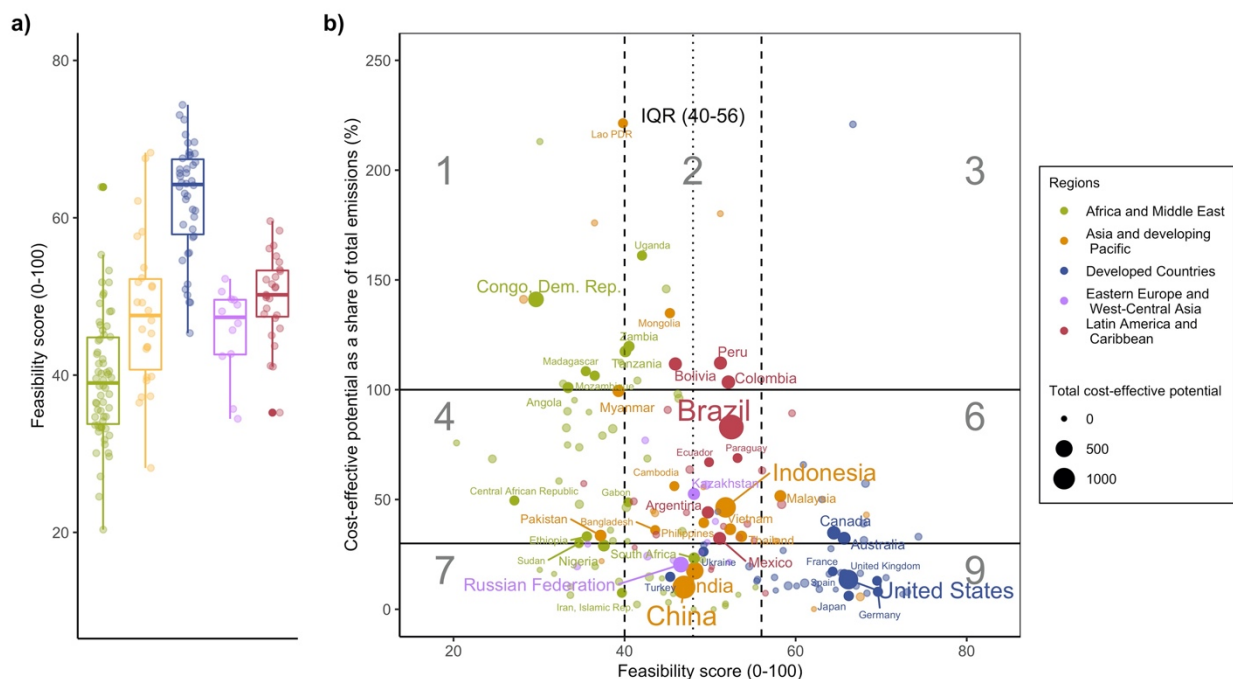 a)
Feasibility score (0-100)
80
60
40
20
b)
Cost-effective potential as a share of total emissions (%)
250
200
150
100
50
0
IQR (40-56)
1
2
3
4
6
7
9
Lao PDR
Uganda
Congo, Dem. Rep.
Mongolia
Zambia
Tanzania
Madagascar
Mozambique
Angola
Myanmar
Peru
Bolivia
Colombia
Brazil
Ecuador
Paraguay
Cambodia
Kazakhstan
Indonesia
Malaysia
Central African Republic
Gabon
Argentina
Pakistan
Bangladesh
Philippines
Vietnam
Thailand
Canada
Australia
Ethiopia
Sudan
Nigeria
South Africa
Ukraine
Mexico
Russian Federation
Turkey
India
China
Iran, Islamic Rep.
France
United Kingdom
Spain
United States
Japan
Germany
20
40
60
80
Feasibility score (0-100)
Regions
Africa and Middle East
Asia and developing
Pacific
Developed Countries
Eastern Europe and
West-Central Asia
Latin America and
Caribbean
Total cost-effective potential
0
500
1000